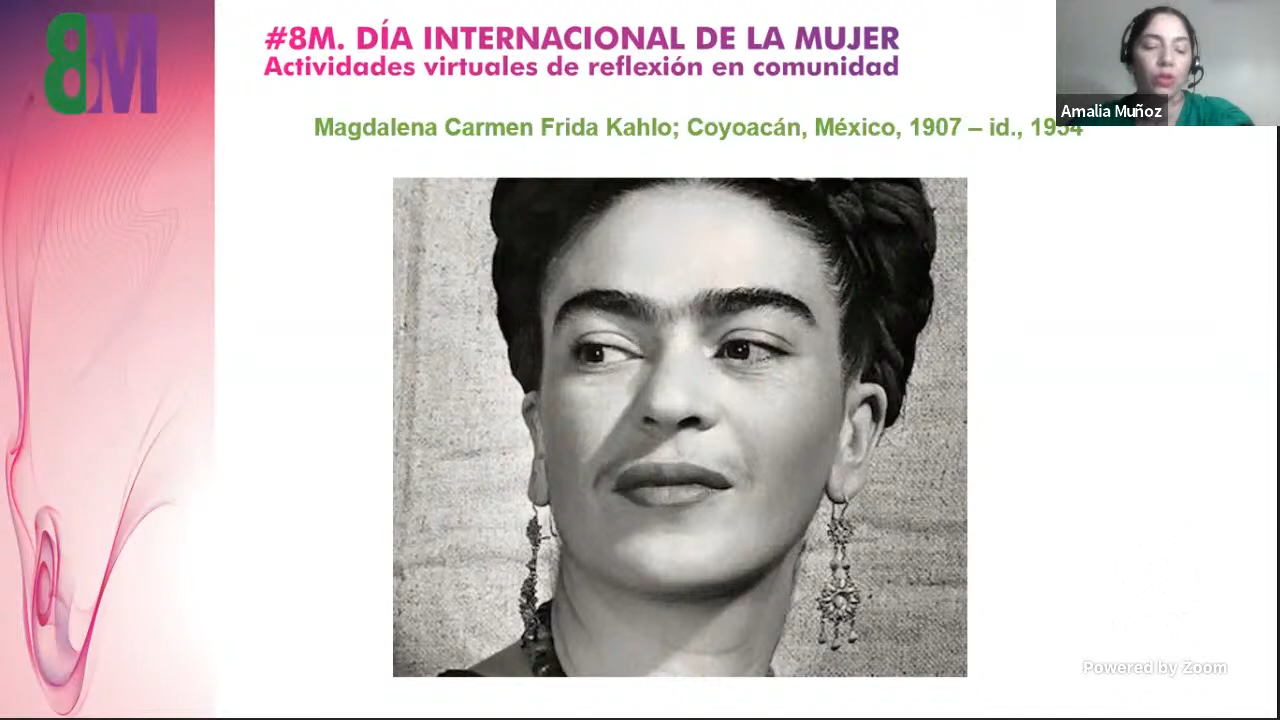 8M
#8M. DÍA INTERNACIONAL DE LA MUJER
Actividades virtuales de reflexión en comunidad
Amalia Muñoz
Magdalena Carmen Frida Kahlo; Coyoacán, México, 1907 – id., 1954
Powered by Zoom